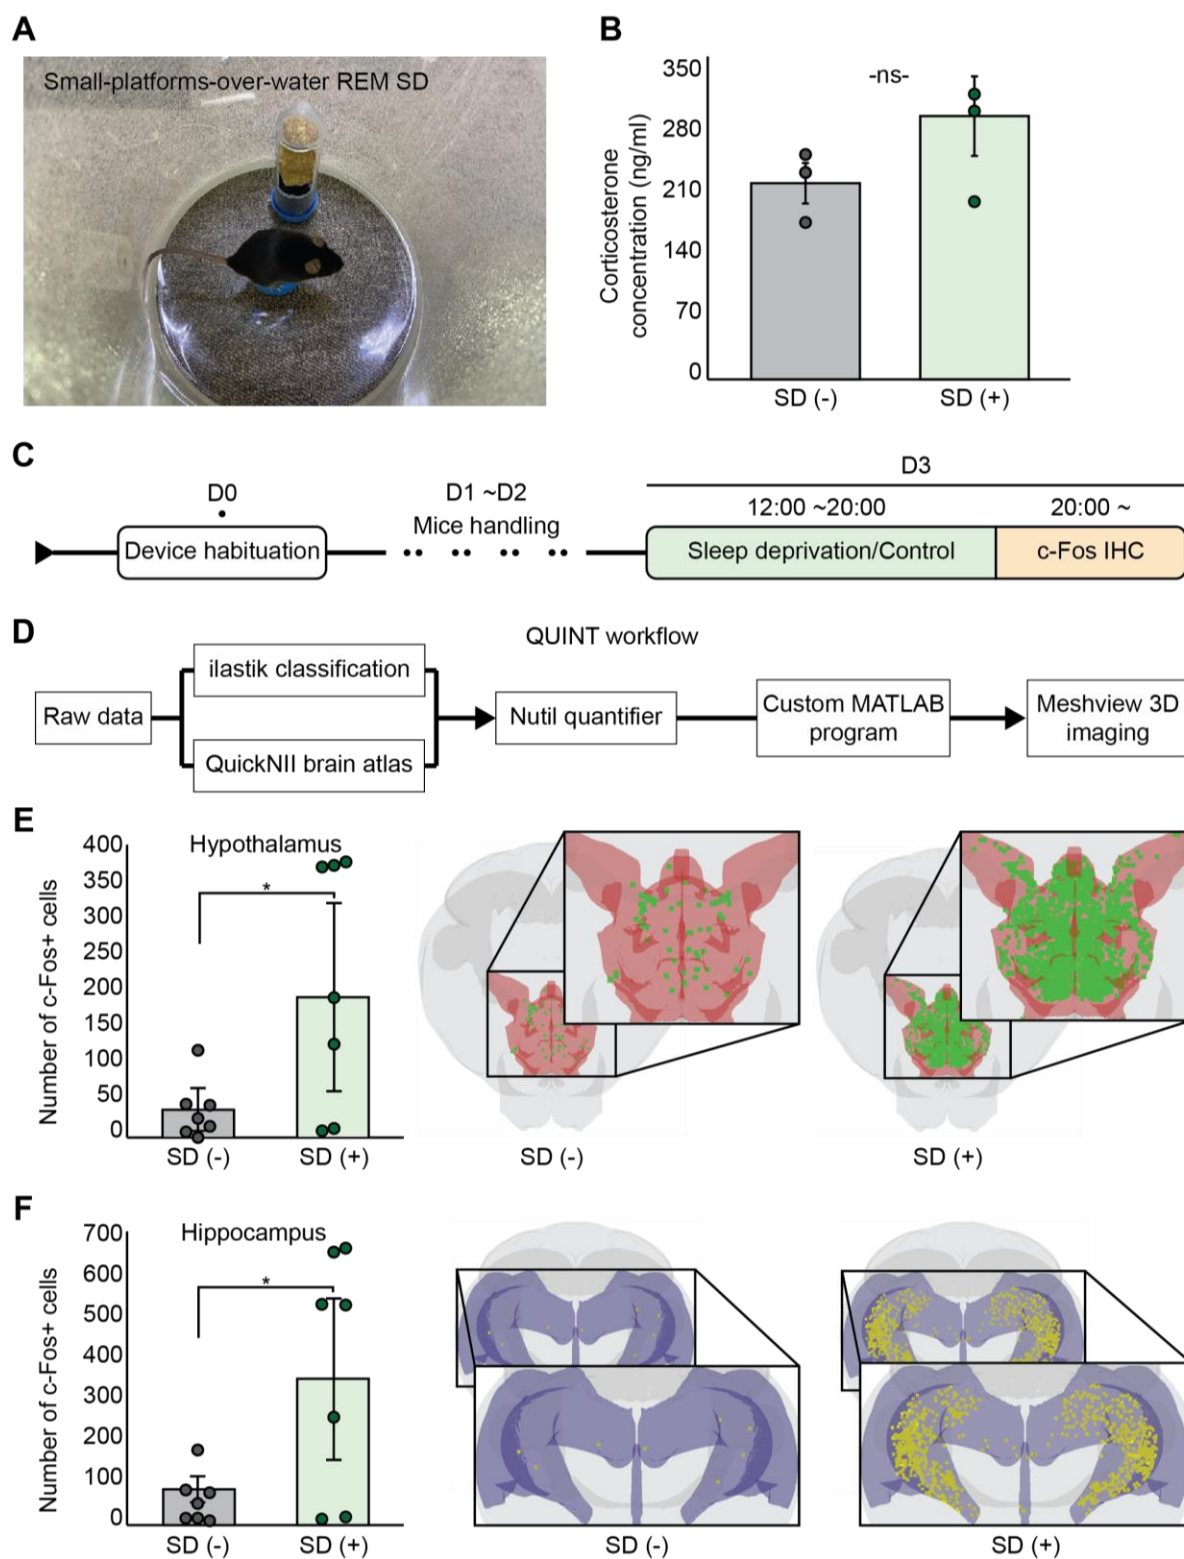 A
Small-platforms-over-water REM SD
B
Corticosterone
concentration (ng/ml)
350
280
210
140
70
0
-ns-
SD (-)
SD (+)
C
D0
Device habituation
D1 ~D2
Mice handling
D3
12:00 ~20:00
20:00 ~
Sleep deprivation/Control
c-Fos IHC
D
QUINT workflow
Raw data
ilastik classification
QuickNII brain atlas
Nutil quantifier
Custom MATLAB
program
Meshview 3D
imaging
E
Number of c-Fos+ cells
400
350
300
250
200
150
100
50
0
Hypothalamus
*
SD (-)
SD (+)
SD (-)
SD (+)
F
Number of c-Fos+ cells
700
600
500
400
300
200
100
0
Hippocampus
*
SD (-)
SD (+)
SD (-)
SD (+)